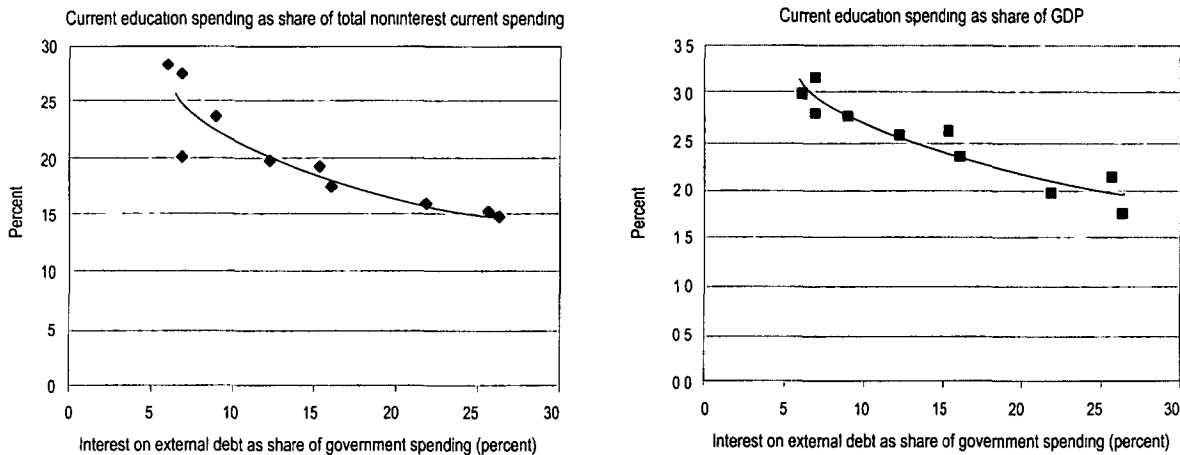 Current education spending as share of total noninterest current spending
30
25
20
15
10
5
0
Percent
0 5 10 15 20 25 30
Interest on external debt as share of government spending (percent)
Current education spending as share of GDP
3 5
3 0
2 5
2 0
1 5
1 0
0 5
0 0
Percent
0 5 10 15 20 25 30
Interest on external debt as share of government spending (percent)